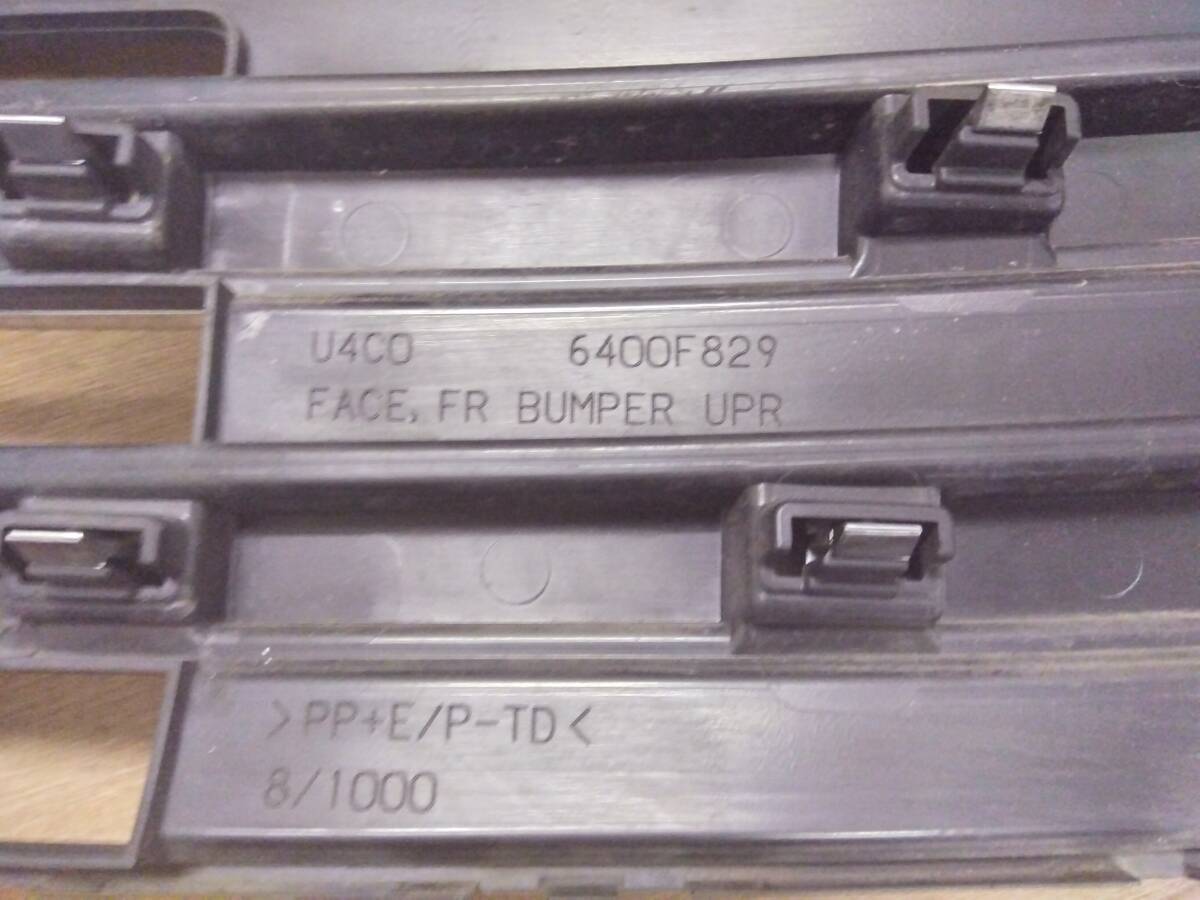 U4C0 6400F829
FACE, FR BUMPER UPR
>PP+E/P-TD<
8/1000